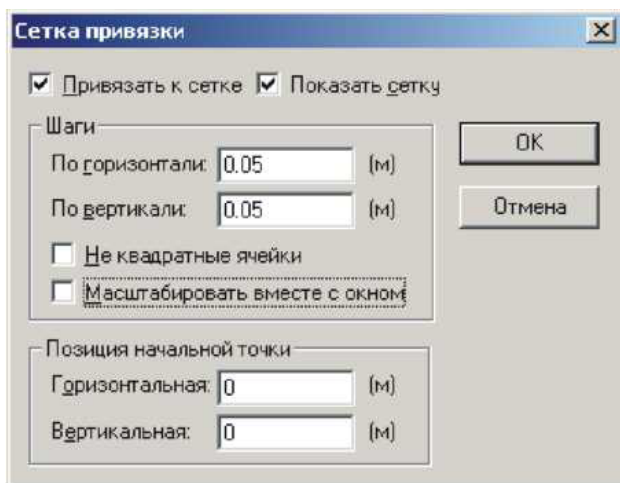 Сетка привязки
Привязать к сетке Показать сетку
Шаги
По горизонтали: 0.05 (м)
По вертикали: 0.05 (м)
Не квадратные ячейки
Масштабировать вместе с окном
OK
Отмена
Позиция начальной точки
Горизонтальная: 0 (м)
Вертикальная: 0 (м)